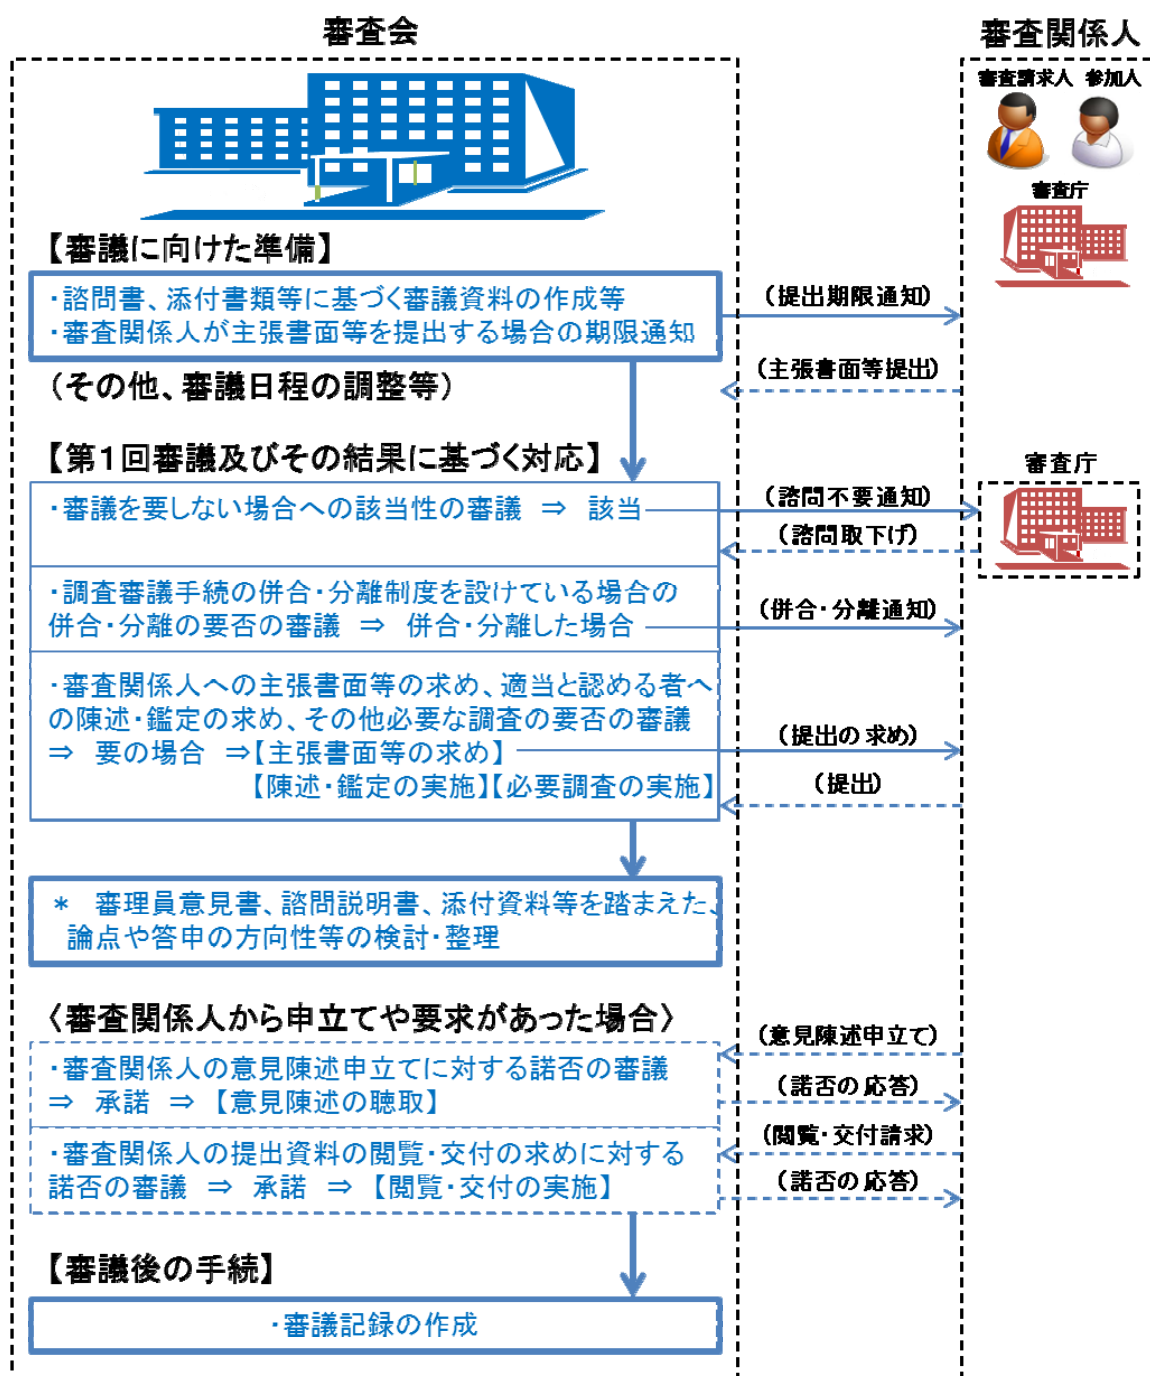 審査会
審査関係人
審査請求人 参加人
審査庁
【審議に向けた準備】
・諮問書、添付書類等に基づく審議資料の作成等
・審査関係人が主張書面等を提出する場合の期限通知
（提出期限通知）
（主張書面等提出）
（その他、審議日程の調整等）
【第１回審議及びその結果に基づく対応】
審査庁
・審議を要しない場合への該当性の審議 ⇒ 該当
（諮問不要通知）
（諮問取下げ）
・調査審議手続の併合・分離制度を設けている場合の
併合・分離の要否の審議 ⇒ 併合・分離した場合
（併合・分離通知）
・審査関係人への主張書面等の求め、適当と認める者へ
の陳述・鑑定の求め、その他必要な調査の要否の審議
⇒ 要の場合 ⇒【主張書面等の求め】
【陳述・鑑定の実施】【必要調査の実施】
（提出の求め）
（提出）
＊ 審理員意見書、諮問説明書、添付資料等を踏まえた、
論点や答申の方向性等の検討・整理
〈審査関係人から申立てや要求があった場合〉
・審査関係人の意見陳述申立てに対する諾否の審議
⇒ 承諾 ⇒ 【意見陳述の聴取】
（意見陳述申立て）
（諾否の応答）
・審査関係人の提出資料の閲覧・交付の求めに対する
諾否の審議 ⇒ 承諾 ⇒ 【閲覧・交付の実施】
（閲覧・交付請求）
（諾否の応答）
【審議後の手続】
・審議記録の作成